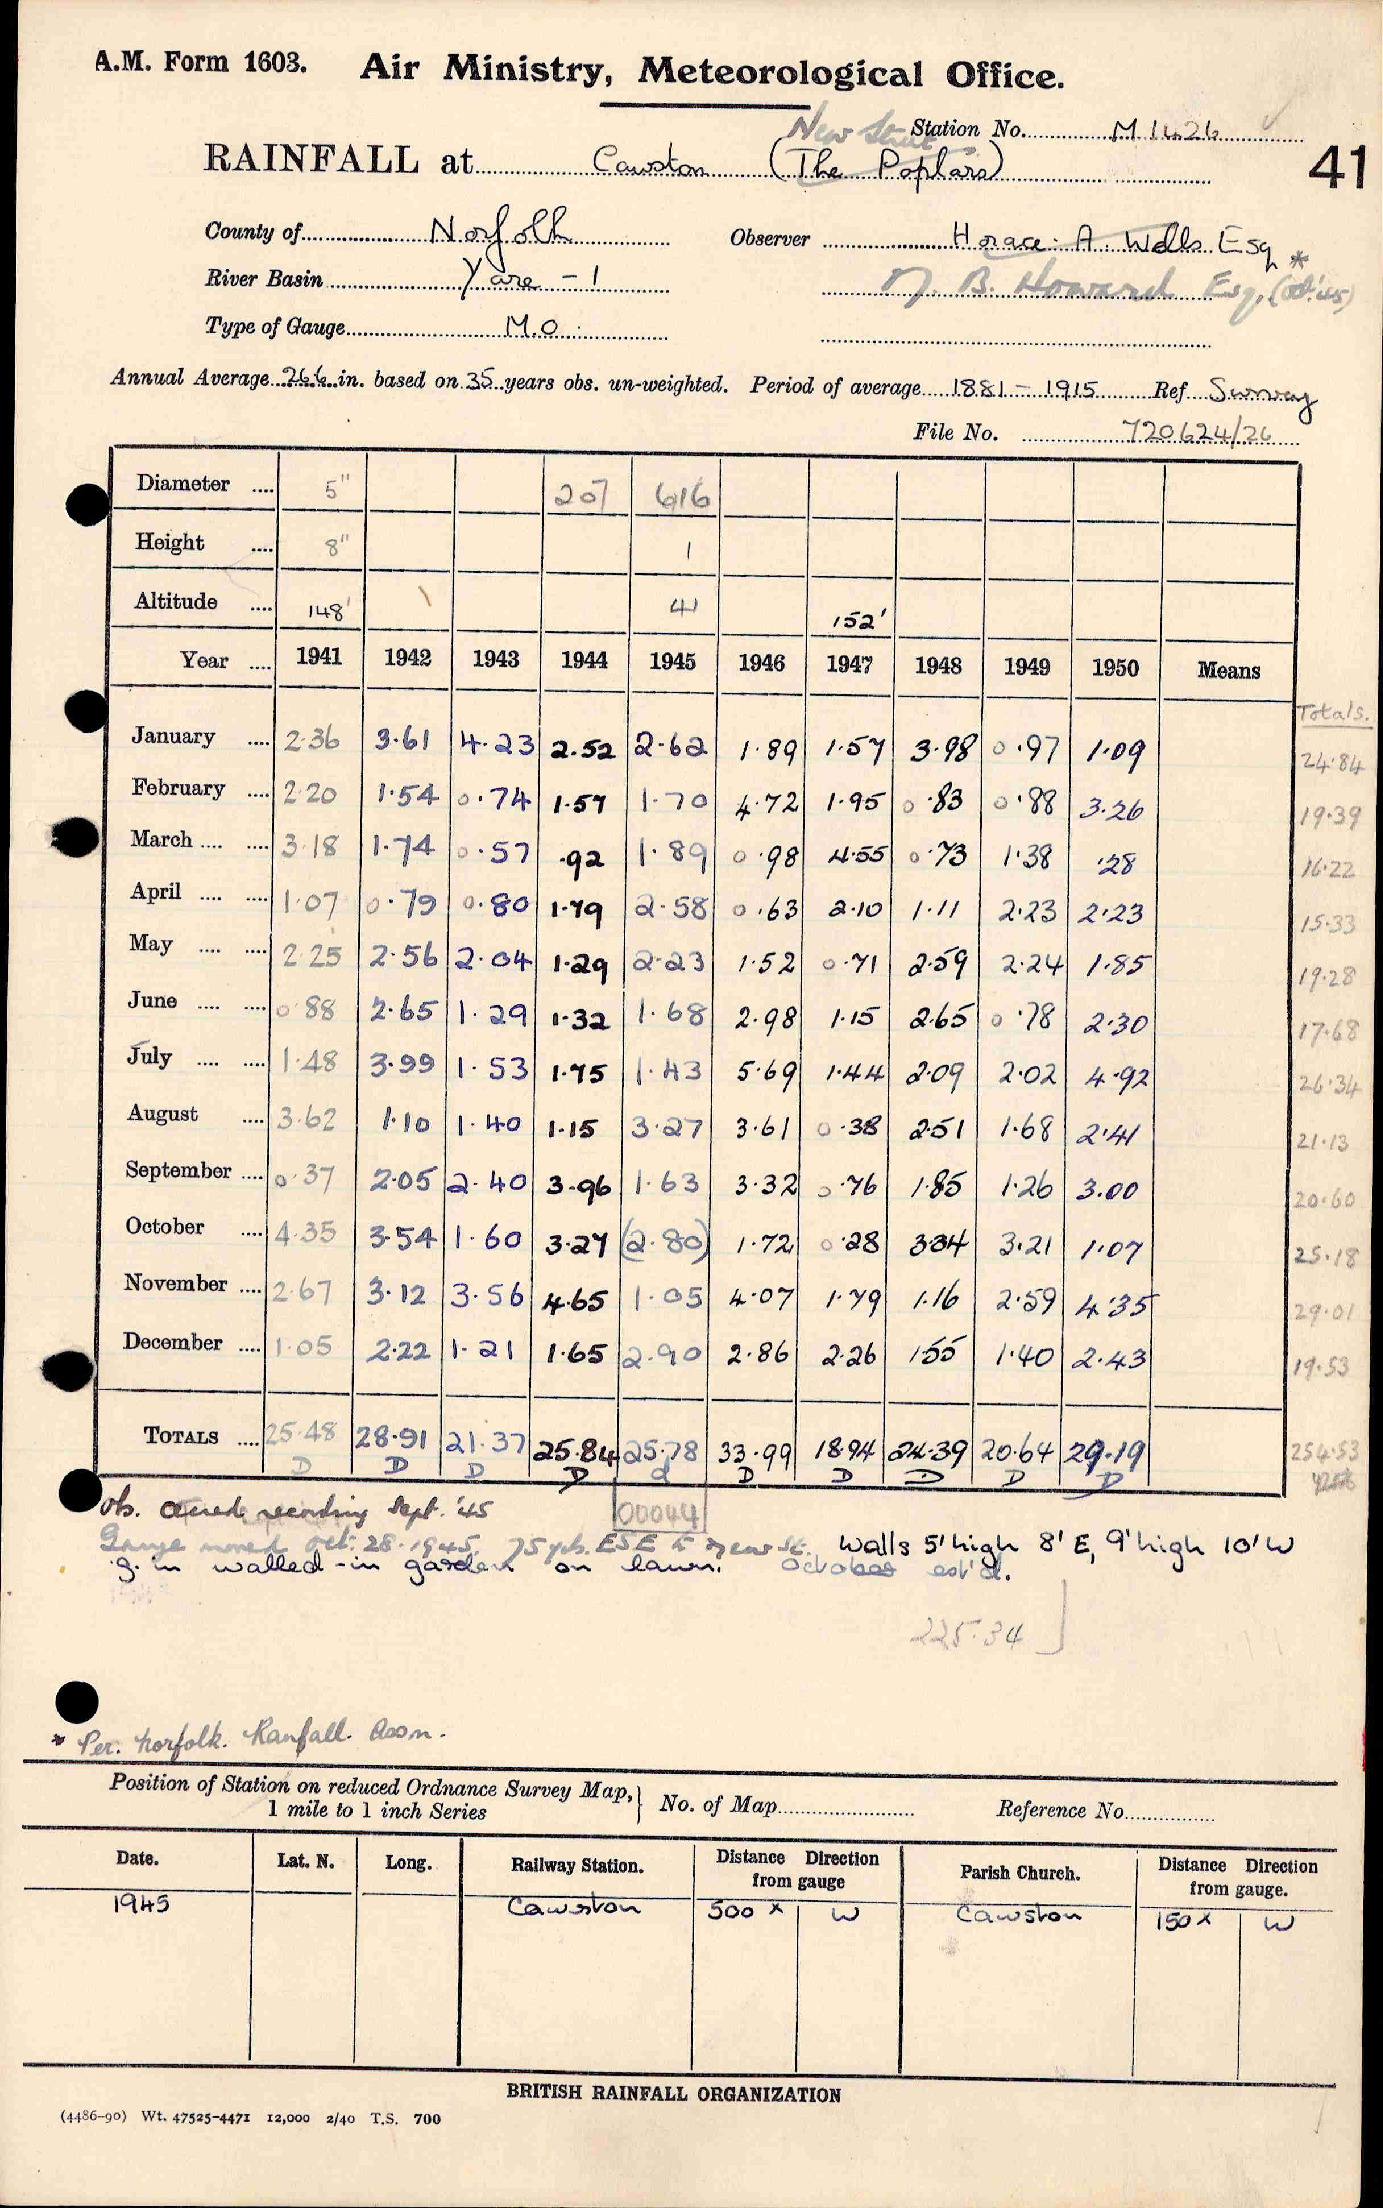 A.M. Form 1603. Air Ministry, Meteorological Office.
New Street Station No. M 1426
RAINFALL at Cawston (The Poplars) 41
County of Norfolk Observer Horace A. Wells Esq *
River Basin Yare - 1 B. Howard Esq. (Oct. '45)
Type of Gauge M.O.
Annual Average 26.6 in. based on 35 years obs. un-weighted. Period of average 1881 - 1915 Ref Survey
File No. 720624/26
Diameter .... 5" 207 616
Height .... 8" 1
Altitude .... 148' 41 152'
Year .... 1941 1942 1943 1944 1945 1946 1947 1948 1949 1950 Means
Totals.
January .... 2.36 3.61 4.23 2.52 2.62 1.89 1.57 3.98 0.97 1.09 24.84
February .... 2.20 1.54 0.74 1.57 1.70 4.72 1.95 0.83 0.88 3.26 19.39
March .... .... 3.18 1.74 0.57 .92 1.89 0.98 4.55 0.73 1.38 .28 16.22
April .... .... 1.07 0.79 0.80 1.79 2.58 0.63 2.10 1.11 2.23 2.23 15.33
May .... .... 2.25 2.56 2.04 1.29 2.23 1.52 0.71 2.59 2.24 1.85 19.28
June .... .... 0.88 2.65 1.29 1.32 1.68 2.98 1.15 2.65 0.78 2.30 17.68
July .... .... 1.48 3.99 1.53 1.75 1.43 5.69 1.44 2.09 2.02 4.92 26.34
August .... 3.62 1.10 1.40 1.15 3.27 3.61 0.38 2.51 1.68 2.41 21.13
September .... 0.37 2.05 2.40 3.96 1.63 3.32 0.76 1.85 1.26 3.00 20.60
October .... 4.35 3.54 1.60 3.27 (2.80) 1.72 0.28 3.34 3.21 1.07 25.18
November .... 2.67 3.12 3.56 4.65 1.05 4.07 1.79 1.16 2.59 4.35 29.01
December .... 1.05 2.22 1.21 1.65 2.90 2.86 2.26 1.55 1.40 2.43 19.53
TOTALS .... 25.48 28.91 21.37 25.84 25.78 33.99 18.94 24.39 20.64 29.19 254.53
D D D D d D D D D D
ob. ceased recording Sept. '45 00044
Gauge moved Oct. 28. 1945. 75 yds. ESE to New St. Walls 5' high 8' E, 9' high 10' W
g. in walled-in garden on lawn. October est'd.
225.34
* Per. Norfolk. Rainfall. Assn.
Position of Station on reduced Ordnance Survey Map, 1 mile to 1 inch Series No. of Map Reference No.
Date. Lat. N. Long. Railway Station. Distance Direction from gauge Parish Church. Distance Direction from gauge.
1945 Cawston 500 x W Cawston 150 x W
BRITISH RAINFALL ORGANIZATION
(4486-90) Wt. 47525-4471 12,000 2/40 T.S. 700